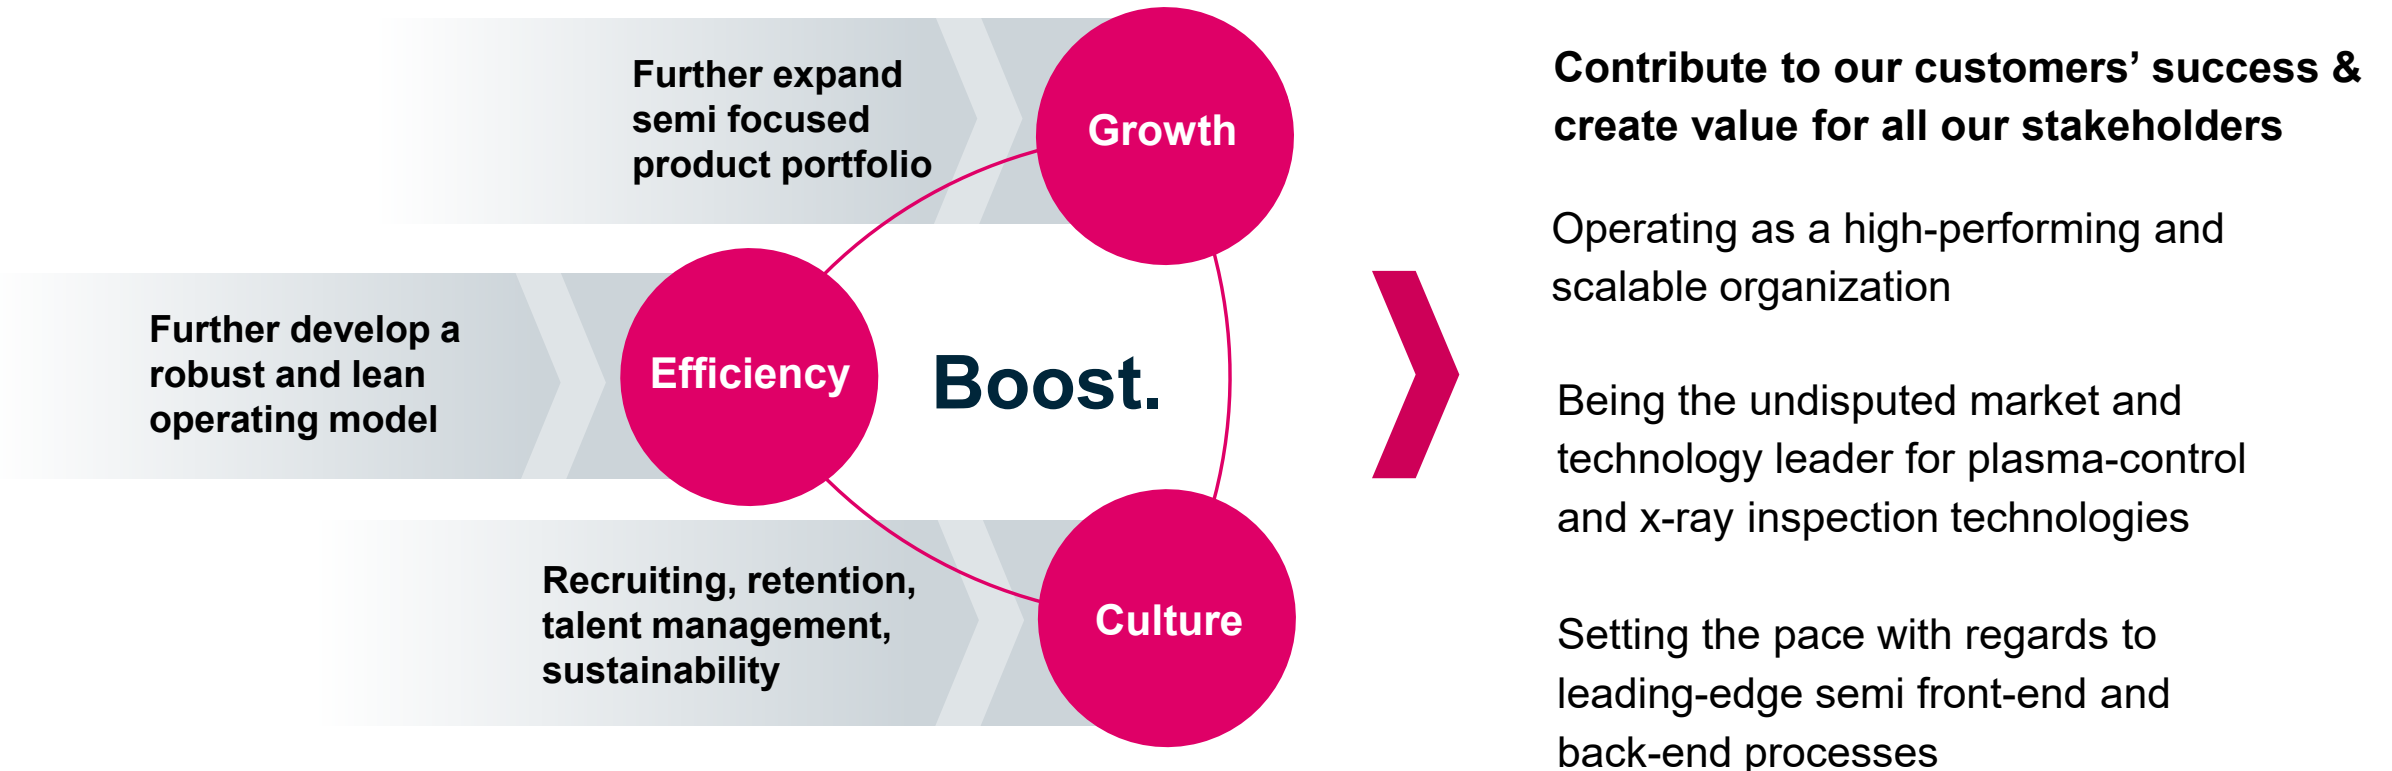 Further expand
semi focused
product portfolio
Growth
Further develop a
robust and lean
operating model
Efficiency
Boost.
Recruiting, retention,
talent management,
sustainability
Culture
Contribute to our customers’ success &
create value for all our stakeholders
Operating as a high-performing and
scalable organization
Being the undisputed market and
technology leader for plasma-control
and x-ray inspection technologies
Setting the pace with regards to
leading-edge semi front-end and
back-end processes